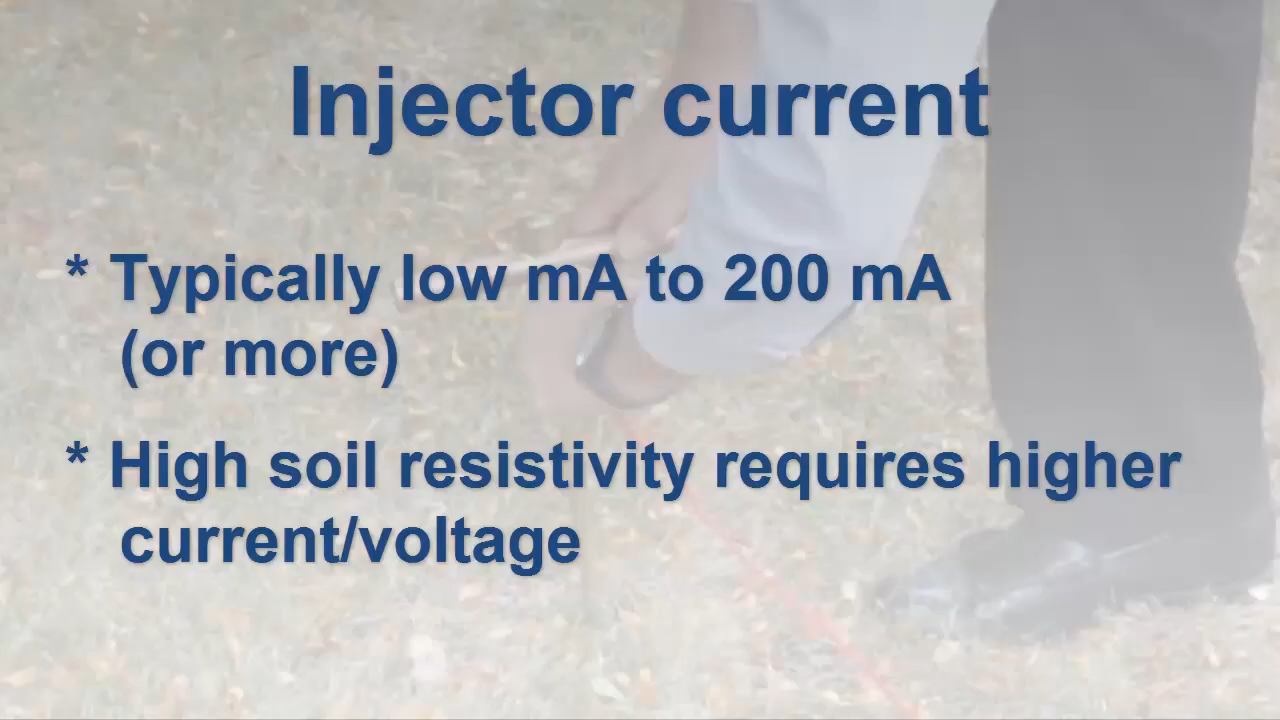 Injector current
* Typically low mA to 200 mA
(or more)
* High soil resistivity requires higher
current/voltage